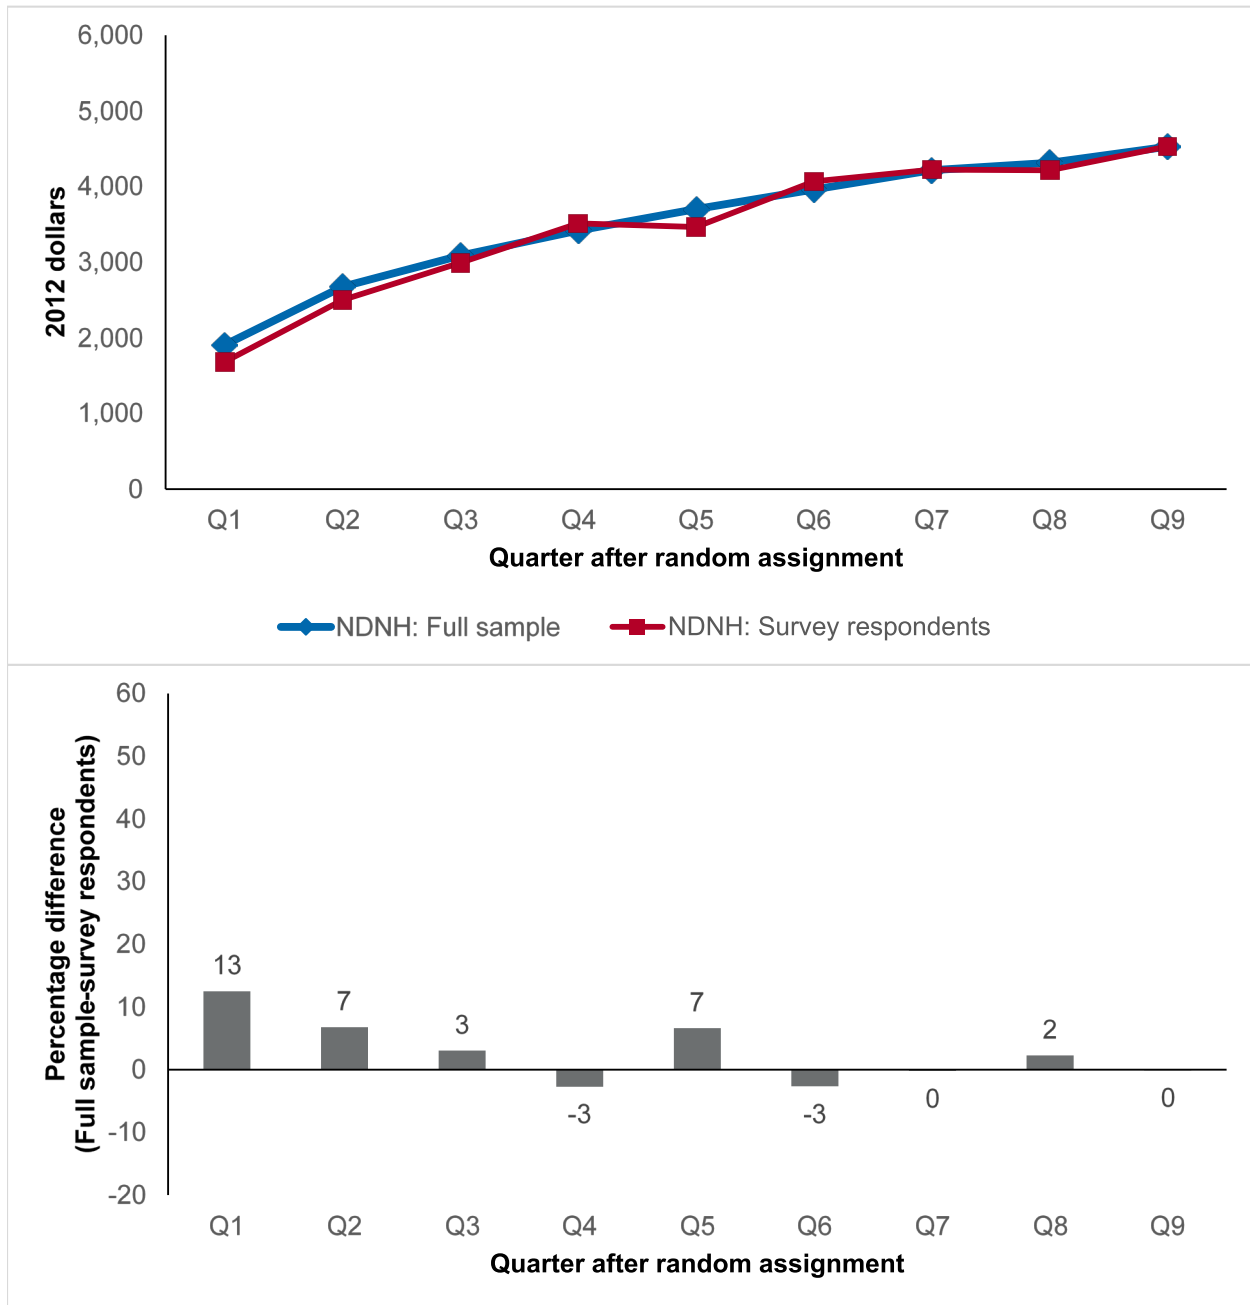 6,000
5,000
4,000
3,000
2,000
1,000
0
2012 dollars
Q1 Q2 Q3 Q4 Q5 Q6 Q7 Q8 Q9
Quarter after random assignment
NDNH: Full sample NDNH: Survey respondents
60
50
40
30
20
10
0
-10
-20
Percentage difference
(Full sample-survey respondents)
13 7 3 -3 7 -3 0 2 0
Q1 Q2 Q3 Q4 Q5 Q6 Q7 Q8 Q9
Quarter after random assignment